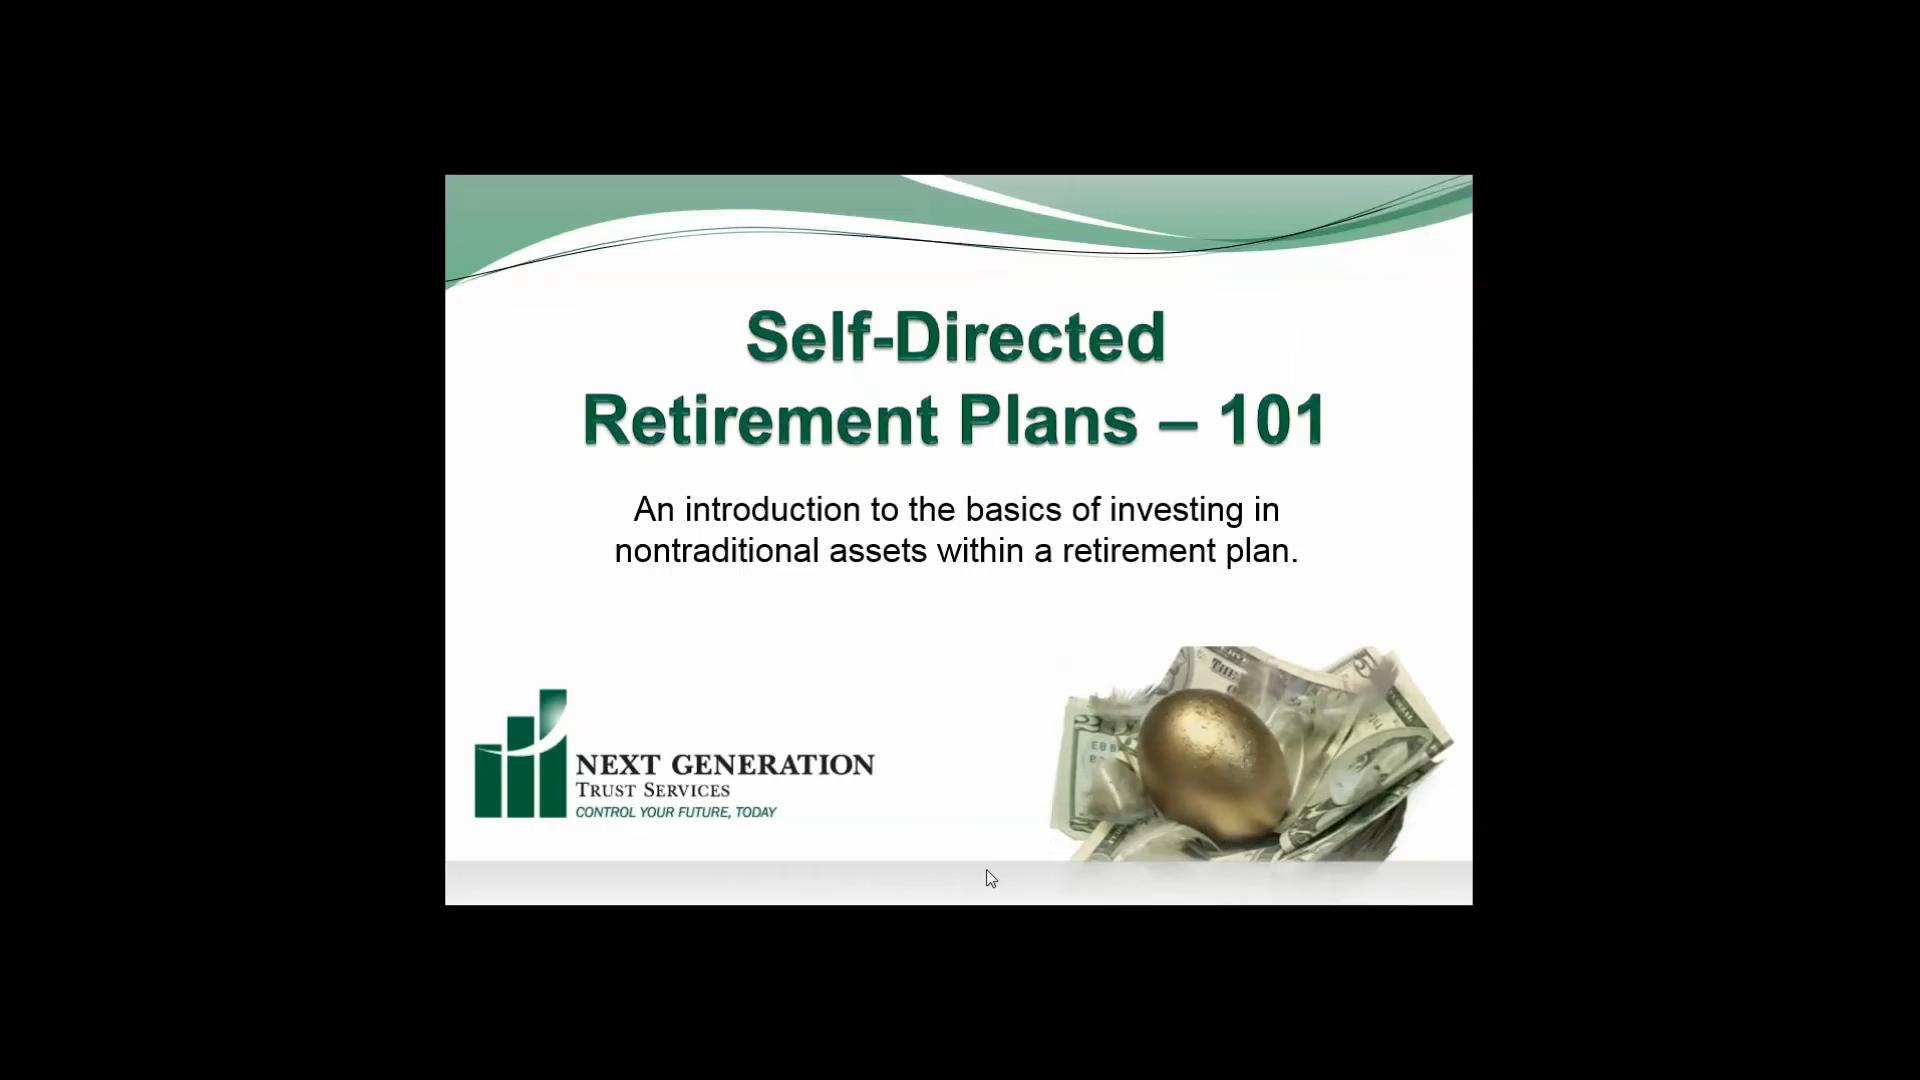 Self-Directed
Retirement Plans – 101
An introduction to the basics of investing in
nontraditional assets within a retirement plan.
NEXT GENERATION
TRUST SERVICES
CONTROL YOUR FUTURE, TODAY